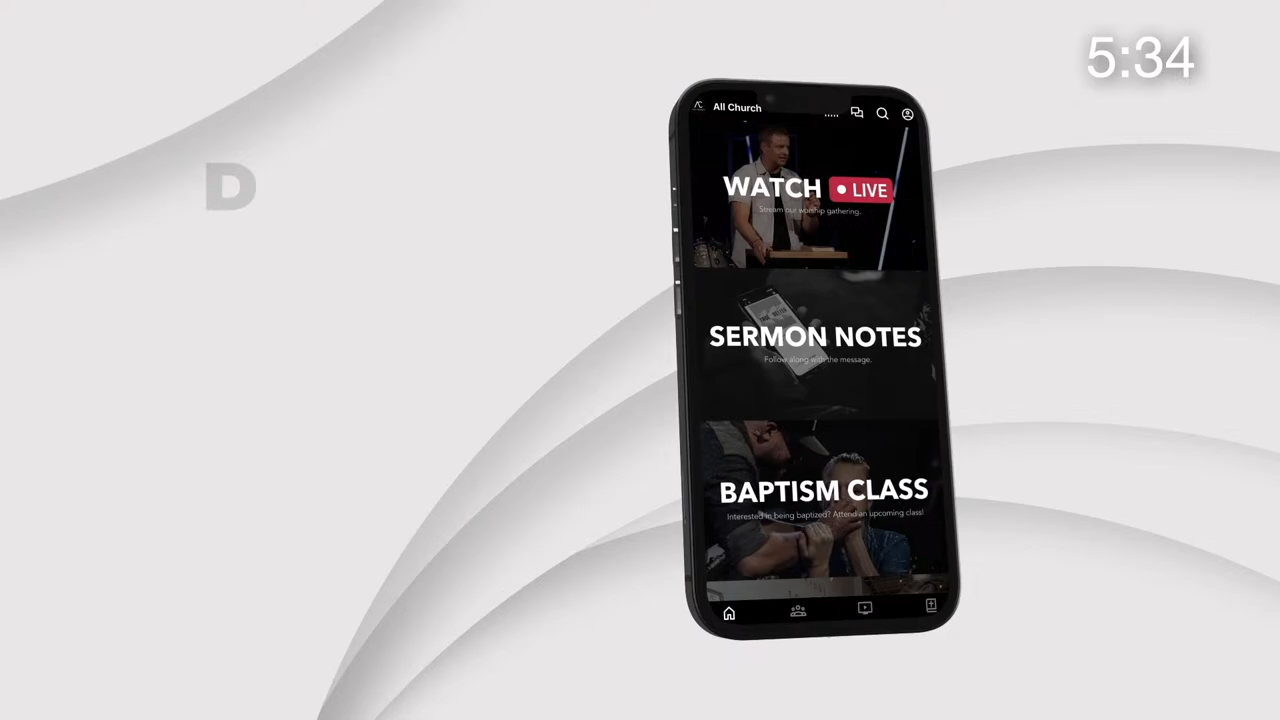 5:34
All Church
WATCH LIVE
Stream our worship gathering.
SERMON NOTES
Follow along with the message.
BAPTISM CLASS
Interested in being baptized? Attend an upcoming class!
D